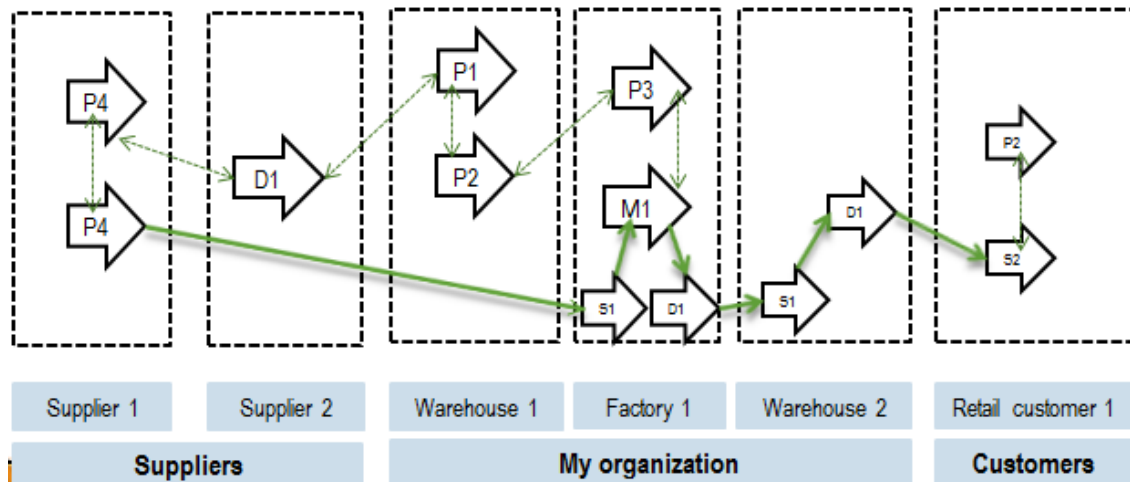 P4
P4
D1
P1
P2
P3
M1
S1
D1
S1
D1
P2
S2
Supplier 1
Supplier 2
Warehouse 1
Factory 1
Warehouse 2
Retail customer 1
Suppliers
My organization
Customers